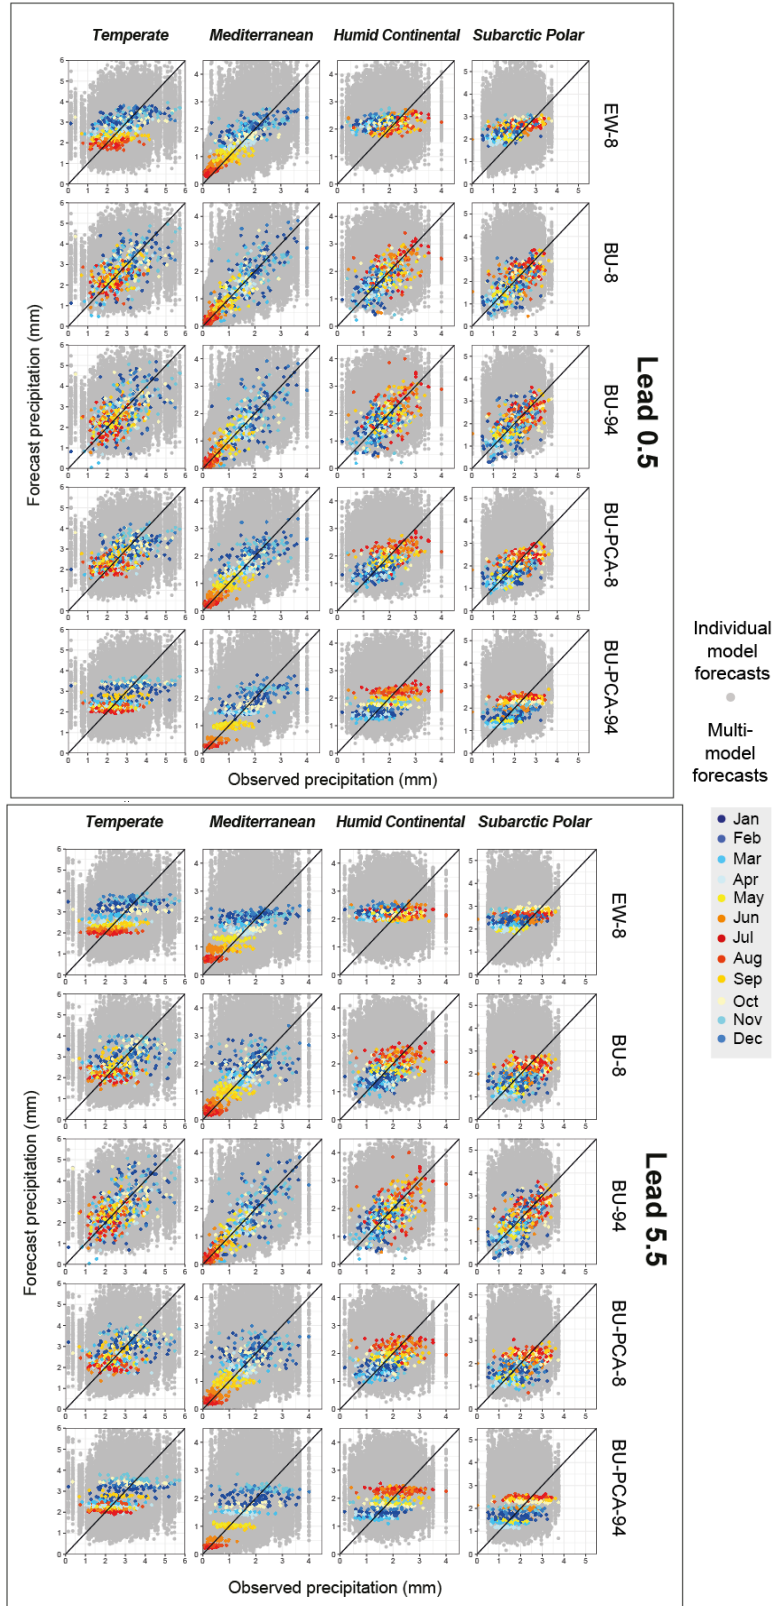 Temperate Mediterranean Humid Continental Subarctic Polar
EW-8
BU-8
BU-94
BU-PCA-8
BU-PCA-94
Lead 0.5
Forecast precipitation (mm)
Observed precipitation (mm)
Individual
model
forecasts
Multi-
model
forecasts
Jan
Feb
Mar
Apr
May
Jun
Jul
Aug
Sep
Oct
Nov
Dec
Temperate Mediterranean Humid Continental Subarctic Polar
EW-8
BU-8
BU-94
BU-PCA-8
BU-PCA-94
Lead 5.5
Forecast precipitation (mm)
Observed precipitation (mm)